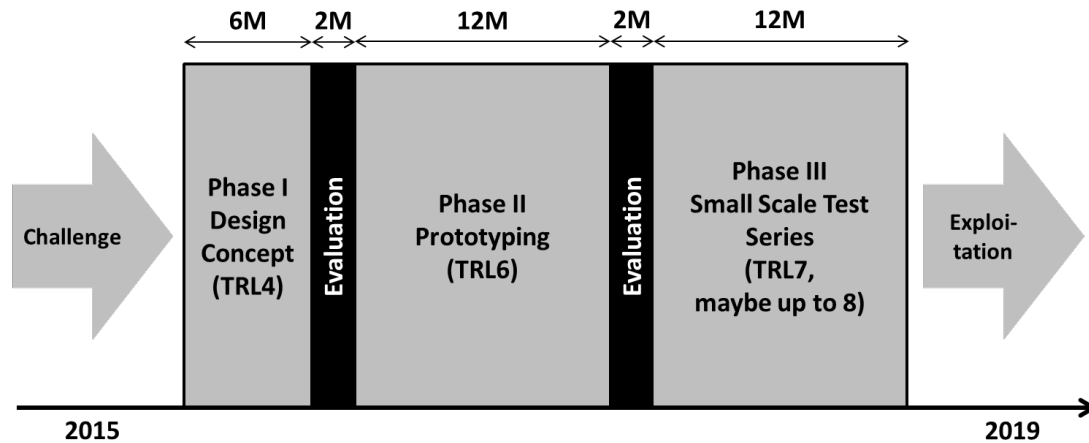 6M
2M
12M
2M
12M
Challenge
Phase I
Design
Concept
(TRL4)
Evaluation
Phase II
Prototyping
(TRL6)
Evaluation
Phase III
Small Scale Test
Series
(TRL7,
maybe up to 8)
Exploi-
tation
2015
2019